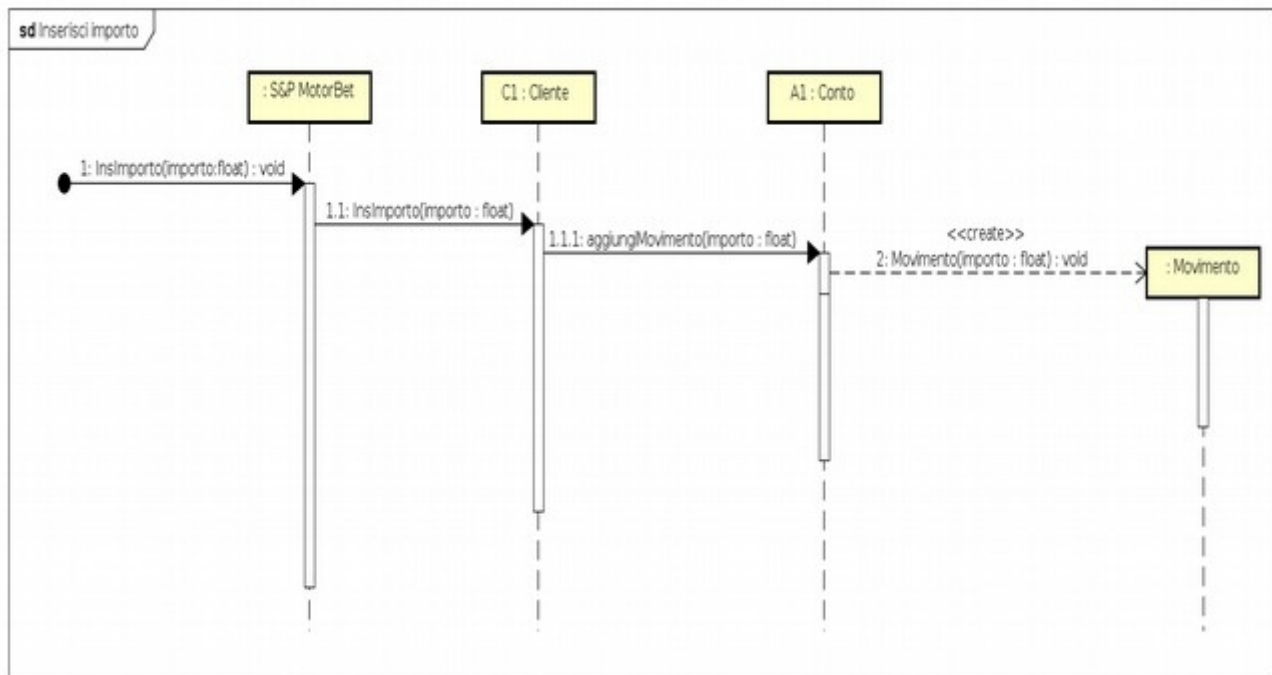 sd Inserisci importo
: S&P MotorBet
C1 : Cliente
A1 : Conto
1: InsImporto(importo:float) : void
1.1: InsImporto(importo : float)
1.1.1: aggiungiMovimento(importo : float)
<<create>>
2: Movimento(importo : float) : void
: Movimento